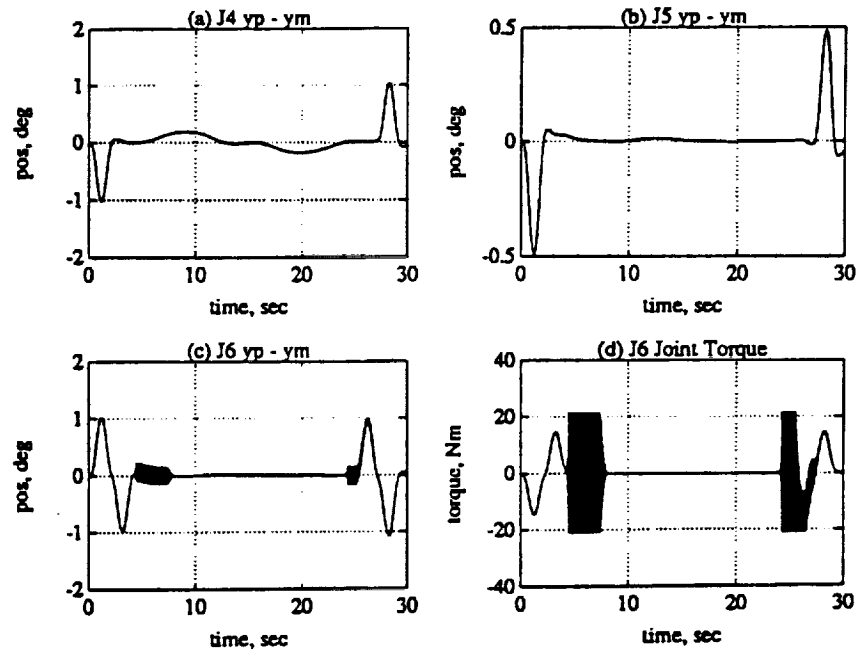 (a) J4 yp - ym
2
1
0
-1
-2
pos, deg
0 10 20 30
time, sec
(b) J5 yp - ym
0.5
0
-0.5
pos, deg
0 10 20 30
time, sec
(c) J6 yp - ym
2
1
0
-1
-2
pos, deg
0 10 20 30
time, sec
(d) J6 Joint Torque
40
20
0
-20
-40
torque, Nm
0 10 20 30
time, sec